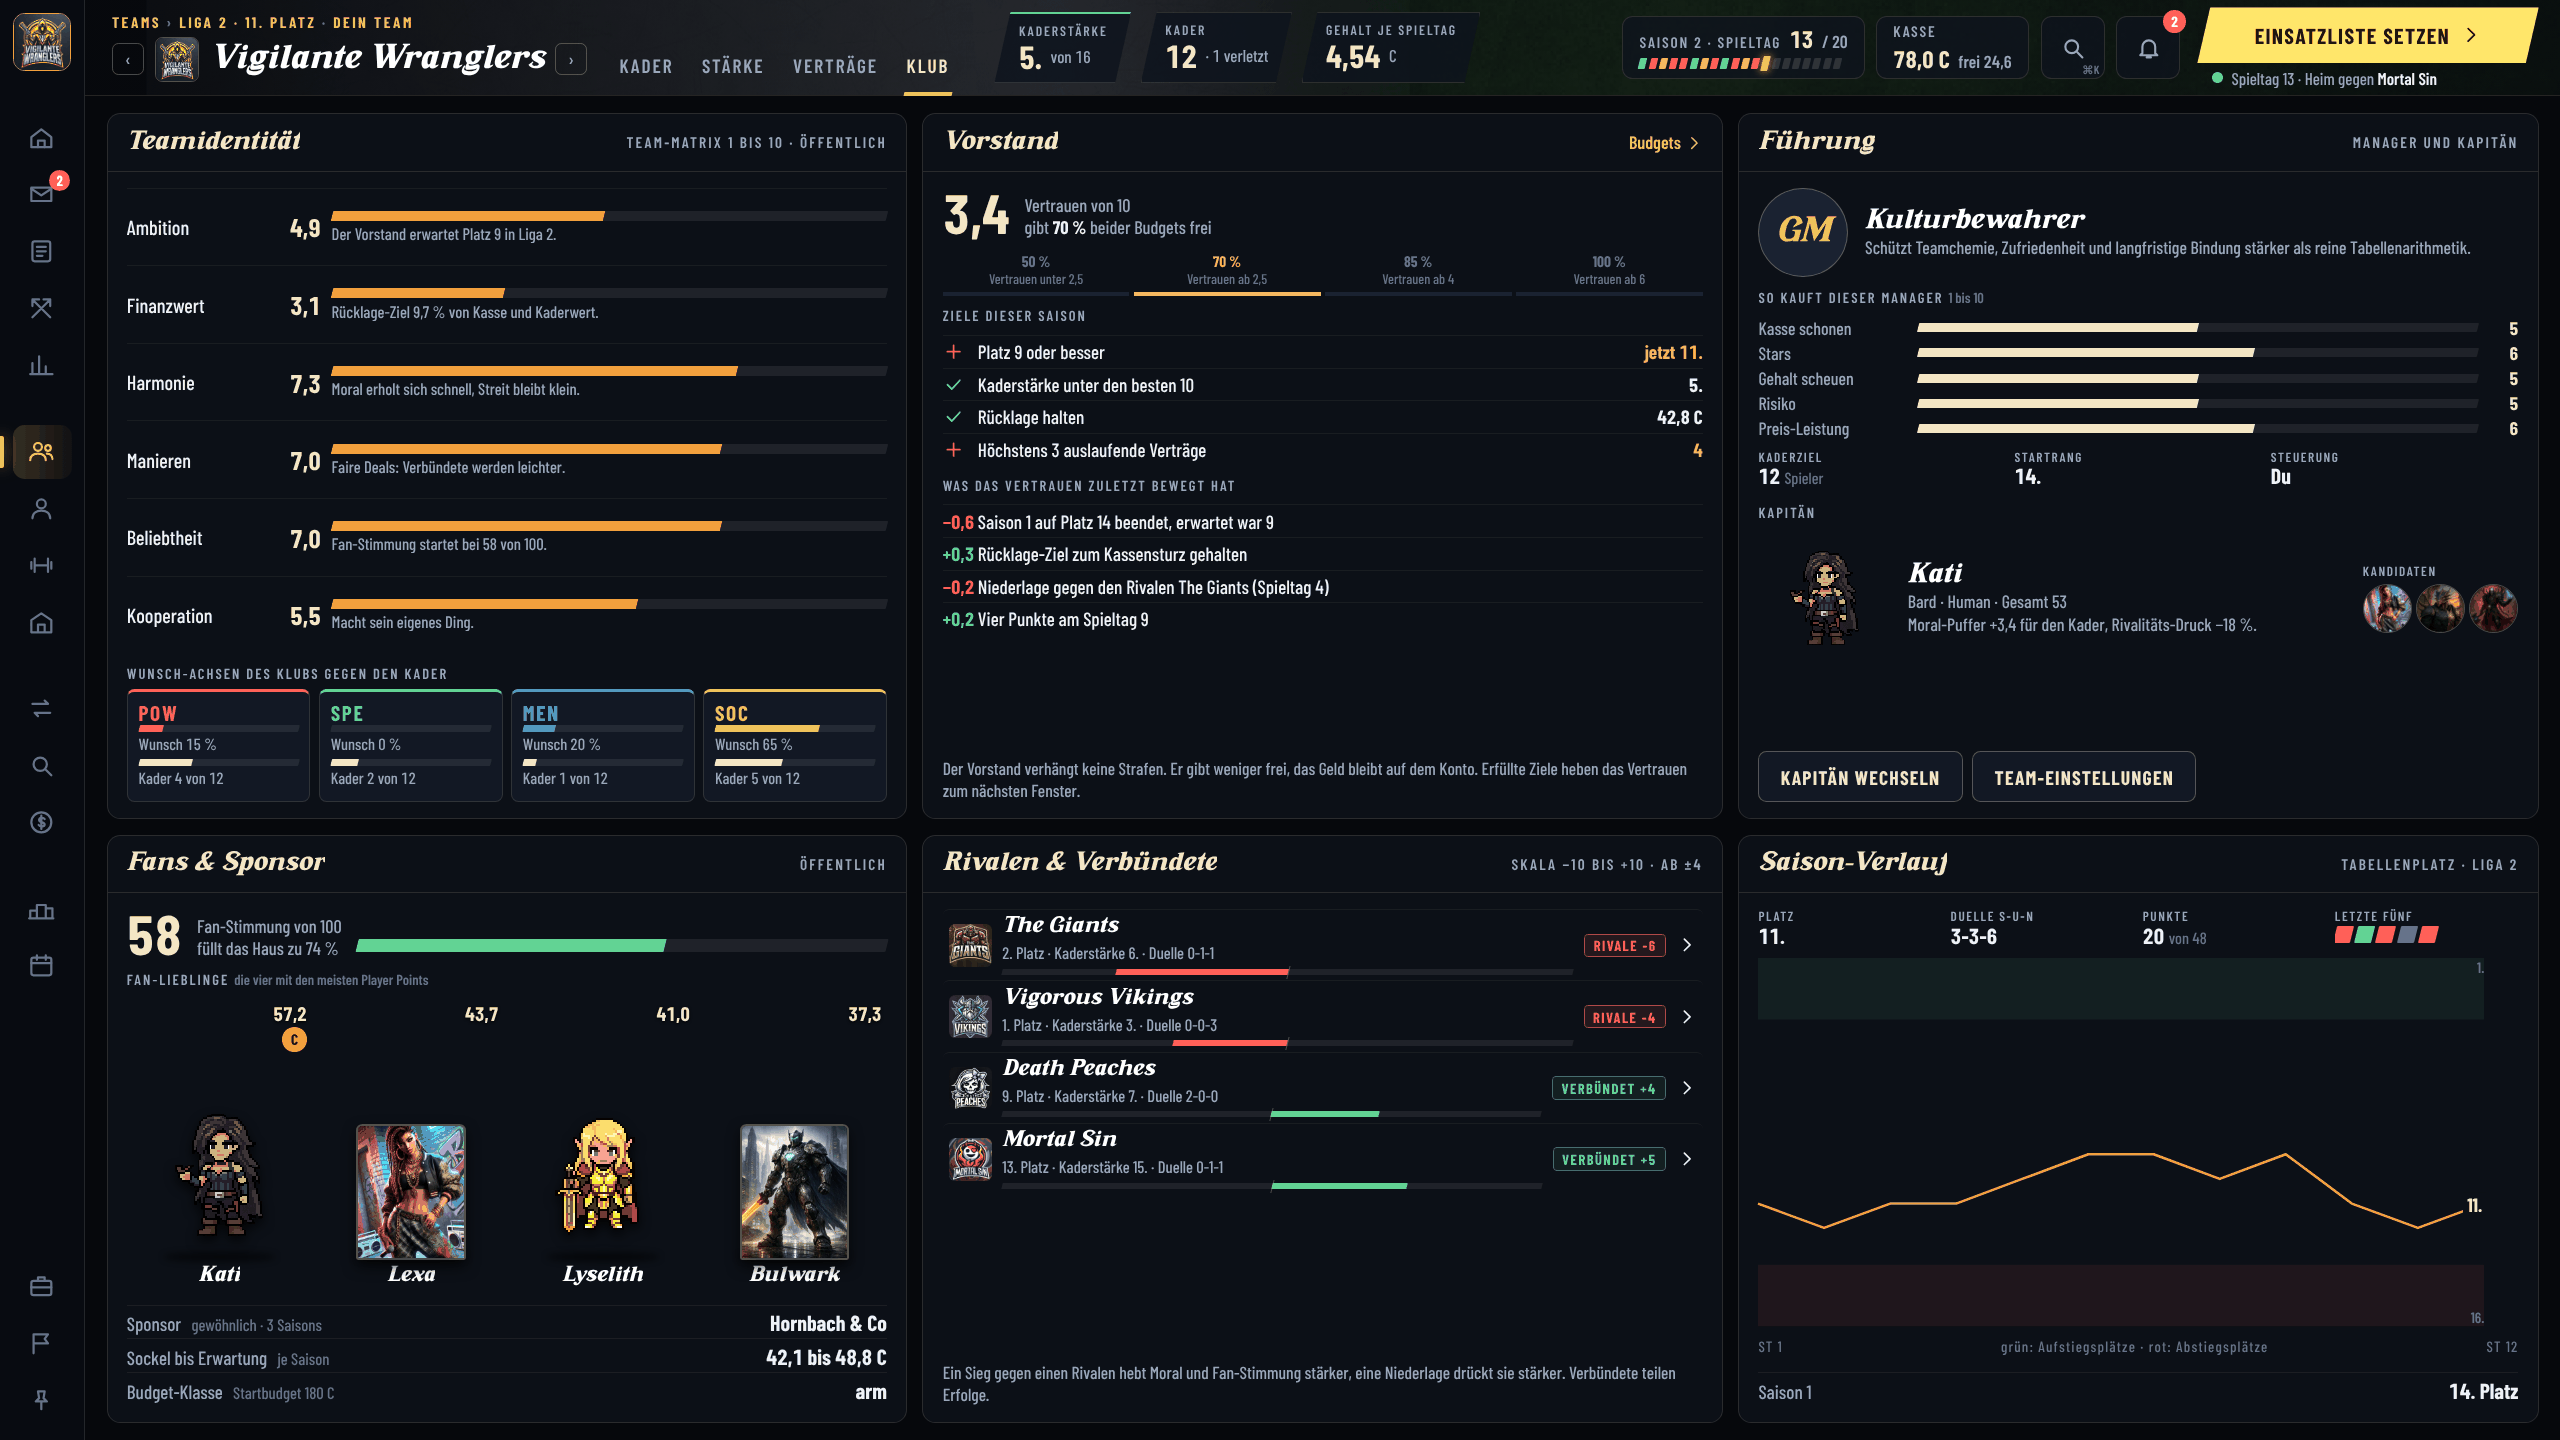 TEAMS › LIGA 2 · 11. PLATZ · DEIN TEAM
Vigilante Wranglers
KADER STÄRKE VERTRÄGE KLUB
KADERSTÄRKE
5. von 16
KADER
12 · 1 verletzt
GEHALT JE SPIELTAG
4,54 C
SAISON 2 · SPIELTAG 13 / 20
KASSE
78,0 C frei 24,6
⌘K
2
EINSATZLISTE SETZEN
Spieltag 13 · Heim gegen Mortal Sin
2
Teamidentität
TEAM-MATRIX 1 BIS 10 · ÖFFENTLICH
Ambition 4,9
Der Vorstand erwartet Platz 9 in Liga 2.
Finanzwert 3,1
Rücklage-Ziel 9,7 % von Kasse und Kaderwert.
Harmonie 7,3
Moral erholt sich schnell, Streit bleibt klein.
Manieren 7,0
Faire Deals: Verbündete werden leichter.
Beliebtheit 7,0
Fan-Stimmung startet bei 58 von 100.
Kooperation 5,5
Macht sein eigenes Ding.
WUNSCH-ACHSEN DES KLUBS GEGEN DEN KADER
POW
Wunsch 15 %
Kader 4 von 12
SPE
Wunsch 0 %
Kader 2 von 12
MEN
Wunsch 20 %
Kader 1 von 12
SOC
Wunsch 65 %
Kader 5 von 12
Vorstand
Budgets
3,4
Vertrauen von 10
gibt 70 % beider Budgets frei
50 %
Vertrauen unter 2,5
70 %
Vertrauen ab 2,5
85 %
Vertrauen ab 4
100 %
Vertrauen ab 6
ZIELE DIESER SAISON
Platz 9 oder besser jetzt 11.
Kaderstärke unter den besten 10 5.
Rücklage halten 42,8 C
Höchstens 3 auslaufende Verträge 4
WAS DAS VERTRAUEN ZULETZT BEWEGT HAT
−0,6 Saison 1 auf Platz 14 beendet, erwartet war 9
+0,3 Rücklage-Ziel zum Kassensturz gehalten
−0,2 Niederlage gegen den Rivalen The Giants (Spieltag 4)
+0,2 Vier Punkte am Spieltag 9
Der Vorstand verhängt keine Strafen. Er gibt weniger frei, das Geld bleibt auf dem Konto. Erfüllte Ziele heben das Vertrauen
zum nächsten Fenster.
Führung
MANAGER UND KAPITÄN
GM
Kulturbewahrer
Schützt Teamchemie, Zufriedenheit und langfristige Bindung stärker als reine Tabellenarithmetik.
SO KAUFT DIESER MANAGER 1 bis 10
Kasse schonen 5
Stars 6
Gehalt scheuen 5
Risiko 5
Preis-Leistung 6
KADERZIEL
12 Spieler
STARTRANG
14.
STEUERUNG
Du
KAPITÄN
Kati
Bard · Human · Gesamt 53
Moral-Puffer +3,4 für den Kader, Rivalitäts-Druck −18 %.
KANDIDATEN
KAPITÄN WECHSELN
TEAM-EINSTELLUNGEN
Fans & Sponsor
ÖFFENTLICH
58
Fan-Stimmung von 100
füllt das Haus zu 74 %
FAN-LIEBLINGE die vier mit den meisten Player Points
57,2 43,7 41,0 37,3
C
Kati Lexa Lyselith Bulwark
Sponsor gewöhnlich · 3 Saisons Hornbach & Co
Sockel bis Erwartung je Saison 42,1 bis 48,8 C
Budget-Klasse Startbudget 180 C arm
Rivalen & Verbündete
SKALA −10 BIS +10 · AB ±4
The Giants
2. Platz · Kaderstärke 6. · Duelle 0-1-1
RIVALE −6
Vigorous Vikings
1. Platz · Kaderstärke 3. · Duelle 0-0-3
RIVALE −4
Death Peaches
9. Platz · Kaderstärke 7. · Duelle 2-0-0
VERBÜNDET +4
Mortal Sin
13. Platz · Kaderstärke 15. · Duelle 0-1-1
VERBÜNDET +5
Ein Sieg gegen einen Rivalen hebt Moral und Fan-Stimmung stärker, eine Niederlage drückt sie stärker. Verbündete teilen
Erfolge.
Saison-Verlauf
TABELLENPLATZ · LIGA 2
PLATZ
11.
DUELLE S-U-N
3-3-6
PUNKTE
20 von 48
LETZTE FÜNF
1.
11.
16.
ST 1 grün: Aufstiegsplätze · rot: Abstiegsplätze ST 12
Saison 1 14. Platz